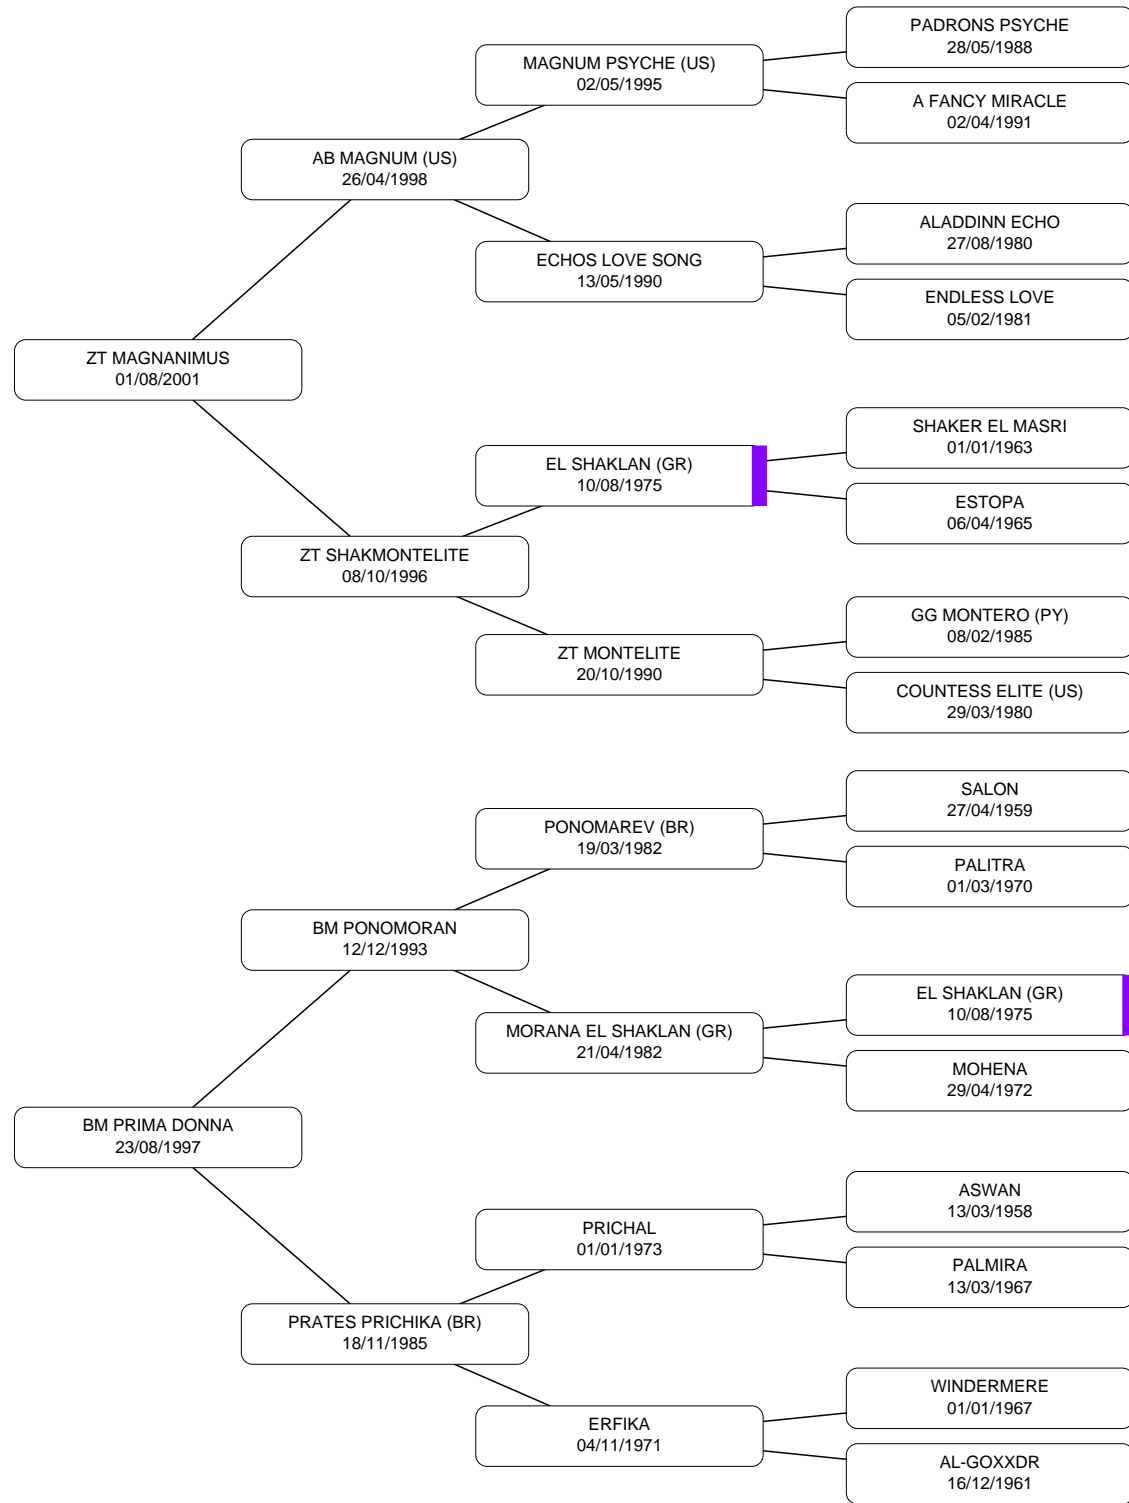 PADRONS PSYCHE
28/05/1988
MAGNUM PSYCHE (US)
02/05/1995
A FANCY MIRACLE
02/04/1991
AB MAGNUM (US)
26/04/1998
ALADDINN ECHO
27/08/1980
ECHOS LOVE SONG
13/05/1990
ENDLESS LOVE
05/02/1981
ZT MAGNANIMUS
01/08/2001
SHAKER EL MASRI
01/01/1963
EL SHAKLAN (GR)
10/08/1975
ESTOPA
06/04/1965
ZT SHAKMONTELITE
08/10/1996
GG MONTERO (PY)
08/02/1985
ZT MONTELITE
20/10/1990
COUNTESS ELITE (US)
29/03/1980
SALON
27/04/1959
PONOMAREV (BR)
19/03/1982
PALITRA
01/03/1970
BM PONOMORAN
12/12/1993
EL SHAKLAN (GR)
10/08/1975
MORANA EL SHAKLAN (GR)
21/04/1982
MOHENA
29/04/1972
BM PRIMA DONNA
23/08/1997
ASWAN
13/03/1958
PRICHAL
01/01/1973
PALMIRA
13/03/1967
PRATES PRICHIKA (BR)
18/11/1985
WINDERMERE
01/01/1967
ERFIKA
04/11/1971
AL-GOXXDR
16/12/1961